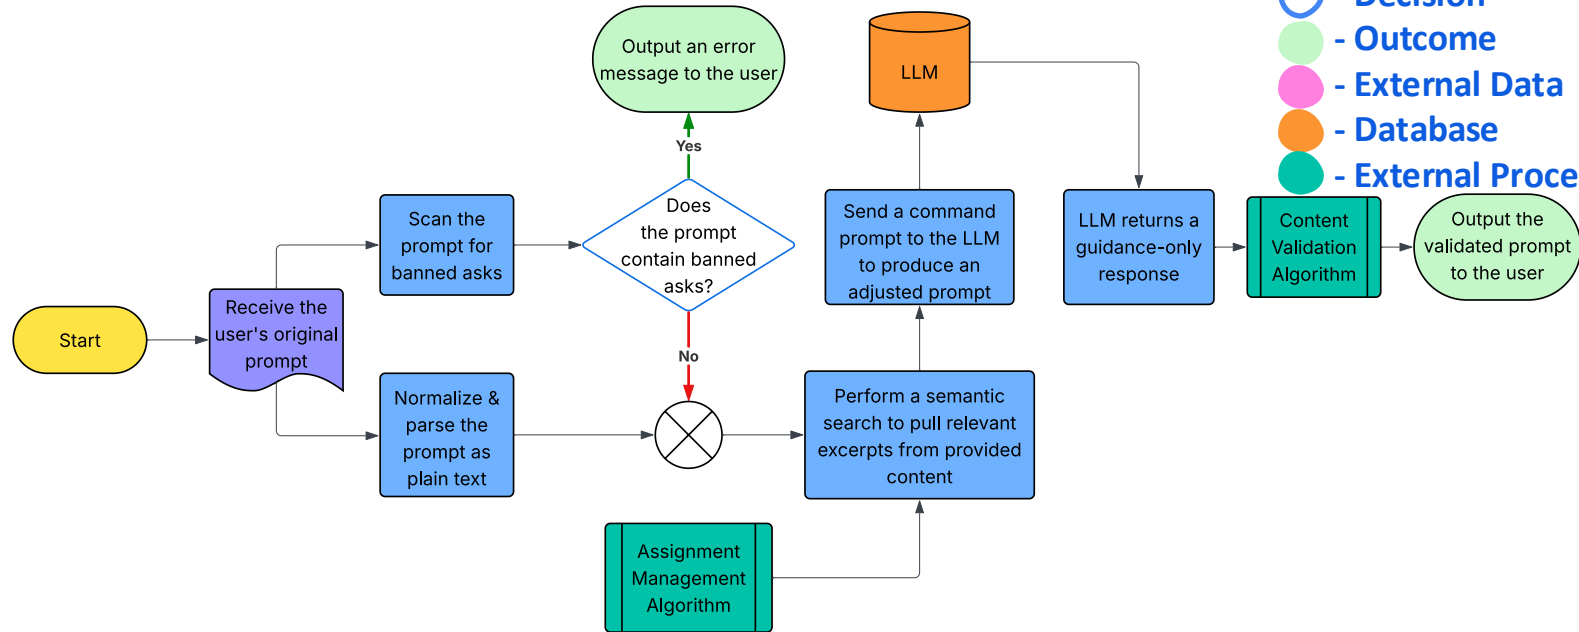 Output an error
message to the user
LLM
- Decision
- Outcome
- External Data
- Database
- External Proce
Yes
Scan the
prompt for
banned asks
Does
the prompt
contain banned
asks?
Send a command
prompt to the LLM
to produce an
adjusted prompt
LLM returns a
guidance-only
response
Content
Validation
Algorithm
Output the
validated prompt
to the user
Start
Receive the
user's original
prompt
No
Normalize &
parse the
prompt as
plain text
Perform a semantic
search to pull relevant
excerpts from provided
content
Assignment
Management
Algorithm